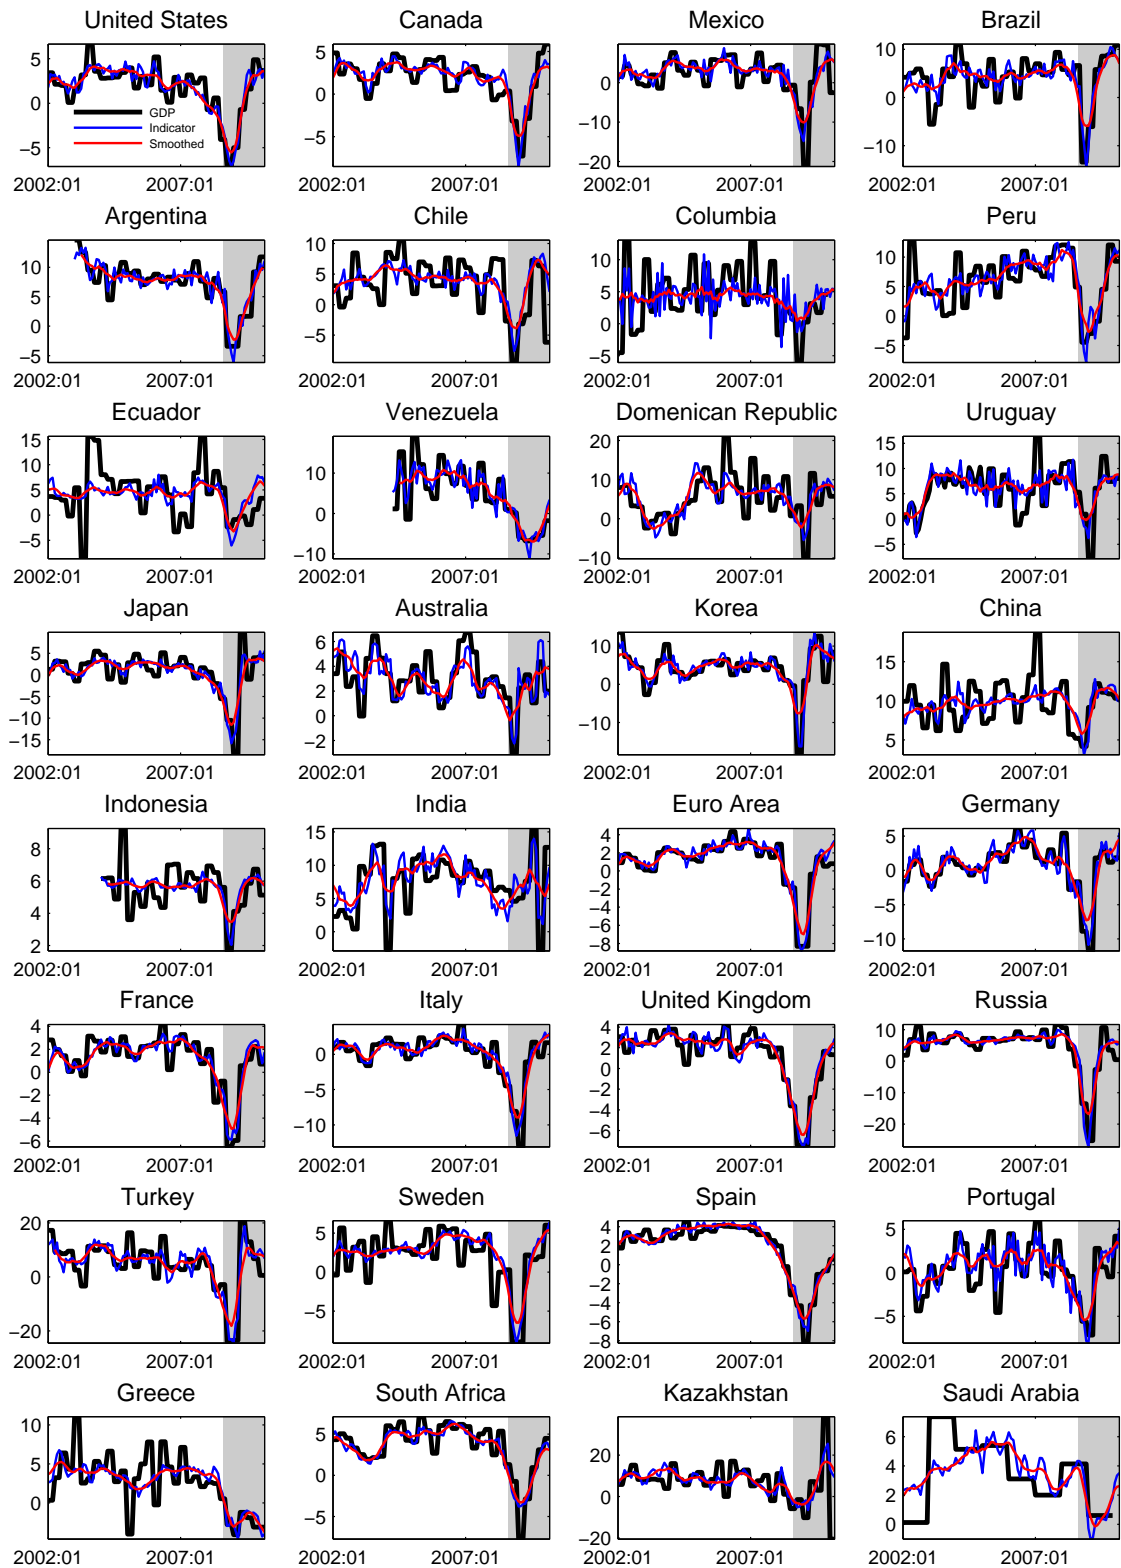 United States Canada Mexico Brazil
5 5 10 10
0 0 0 0
−5 −5 −10 −10
−20
GDP
Indicator
Smoothed
2002:01 2007:01 2002:01 2007:01 2002:01 2007:01 2002:01 2007:01
Argentina Chile Columbia Peru
10 10 10 10
5 5 5 5
0 0 0 0
−5 −5 −5 −5
2002:01 2007:01 2002:01 2007:01 2002:01 2007:01 2002:01 2007:01
Ecuador Venezuela Domenican Republic Uruguay
15 10 20 15
10 0 10 10
5 −10 0 5
0 −10 0
−5 −5
2002:01 2007:01 2002:01 2007:01 2002:01 2007:01 2002:01 2007:01
Japan Australia Korea China
5 6 10 15
0 4 0 10
−5 2 −10 5
−10 0
−15 −2
2002:01 2007:01 2002:01 2007:01 2002:01 2007:01 2002:01 2007:01
Indonesia India Euro Area Germany
8 15 4 5
6 10 2 0
4 5 0 −5
2 0 −2 −10
−4
−6
−8
2002:01 2007:01 2002:01 2007:01 2002:01 2007:01 2002:01 2007:01
France Italy United Kingdom Russia
4 0 4 10
2 −5 2 0
0 −10 0 −10
−2 −2 −20
−4 −4
−6 −6
2002:01 2007:01 2002:01 2007:01 2002:01 2007:01 2002:01 2007:01
Turkey Sweden Spain Portugal
20 5 4 5
0 0 2 0
−20 −5 0 −5
−2
−4
−6
−8
2002:01 2007:01 2002:01 2007:01 2002:01 2007:01 2002:01 2007:01
Greece South Africa Kazakhstan Saudi Arabia
10 5 20 6
5 0 0 4
0 −5 −20 2
0
2002:01 2007:01 2002:01 2007:01 2002:01 2007:01 2002:01 2007:01